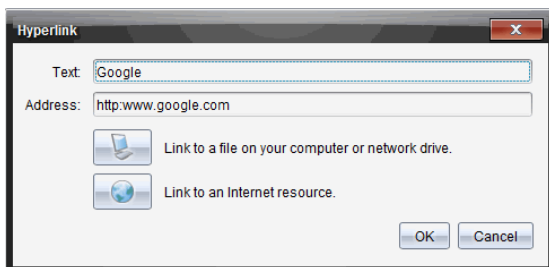 Hyperlink
Text: Google
Address: http:www.google.com
Link to a file on your computer or network drive.
Link to an Internet resource.
OK Cancel